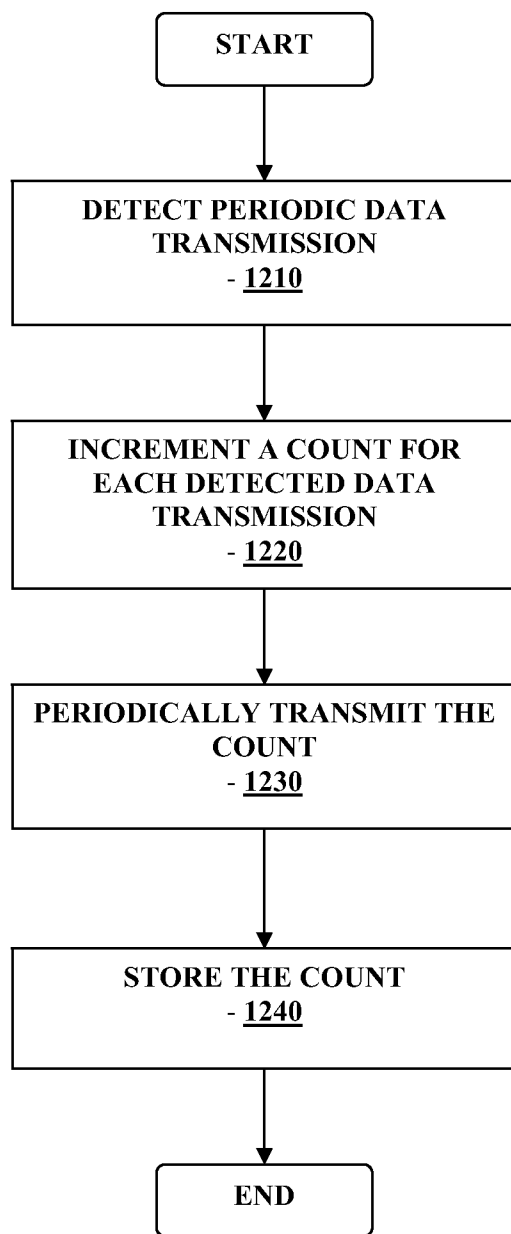 START
DETECT PERIODIC DATA
TRANSMISSION
- 1210
INCREMENT A COUNT FOR
EACH DETECTED DATA
TRANSMISSION
- 1220
PERIODICALLY TRANSMIT THE
COUNT
- 1230
STORE THE COUNT
- 1240
END